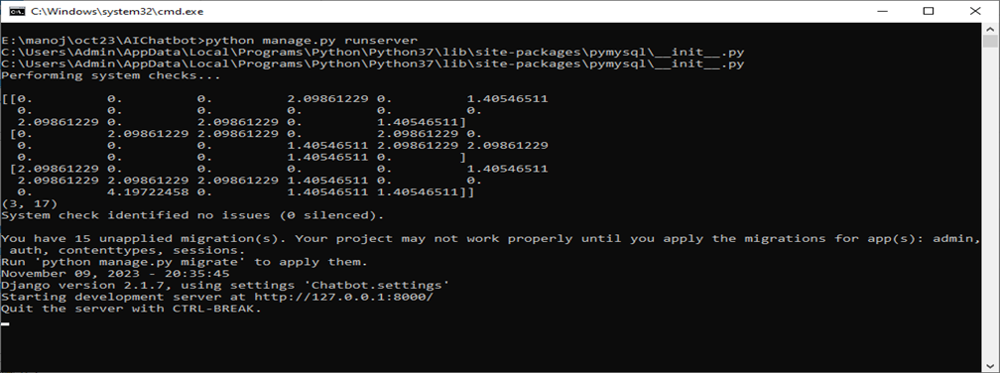 C:\Windows\system32\cmd.exe
E:\manoj\oct23\AIChatbot>python manage.py runserver
C:\Users\Admin\AppData\Local\Programs\Python\Python37\lib\site-packages\pymysql\__init__.py
C:\Users\Admin\AppData\Local\Programs\Python\Python37\lib\site-packages\pymysql\__init__.py
Performing system checks...
[[0.         0.         0.         2.09861229 0.         1.40546511
  0.         0.         0.         0.         0.         0.
  2.09861229 0.         2.09861229 0.         1.40546511]
 [0.         2.09861229 2.09861229 0.         2.09861229 0.
  0.         0.         0.         1.40546511 2.09861229 2.09861229
  0.         0.         0.         1.40546511 0.        ]
 [2.09861229 0.         0.         0.         0.         1.40546511
  2.09861229 2.09861229 2.09861229 1.40546511 0.         0.
  0.         4.19722458 0.         1.40546511 1.40546511]]
(3, 17)
System check identified no issues (0 silenced).
You have 15 unapplied migration(s). Your project may not work properly until you apply the migrations for app(s): admin,
 auth, contenttypes, sessions.
Run 'python manage.py migrate' to apply them.
November 09, 2023 - 20:35:45
Django version 2.1.7, using settings 'Chatbot.settings'
Starting development server at http://127.0.0.1:8000/
Quit the server with CTRL-BREAK.